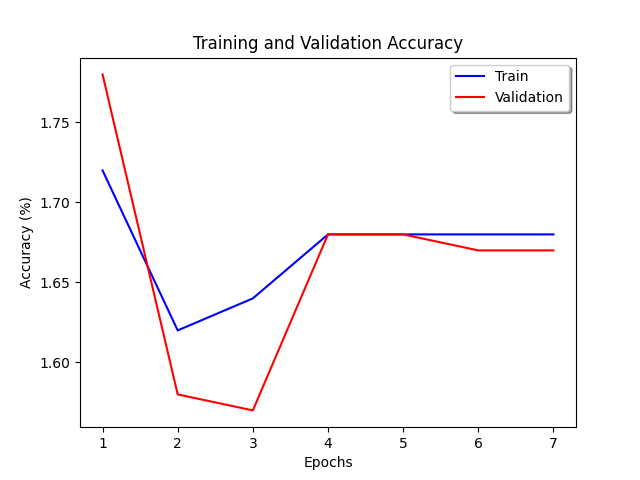 Training and Validation Accuracy
Train
Validation
1.75
1.70
1.65
1.60
Accuracy (%)
1 2 3 4 5 6 7
Epochs